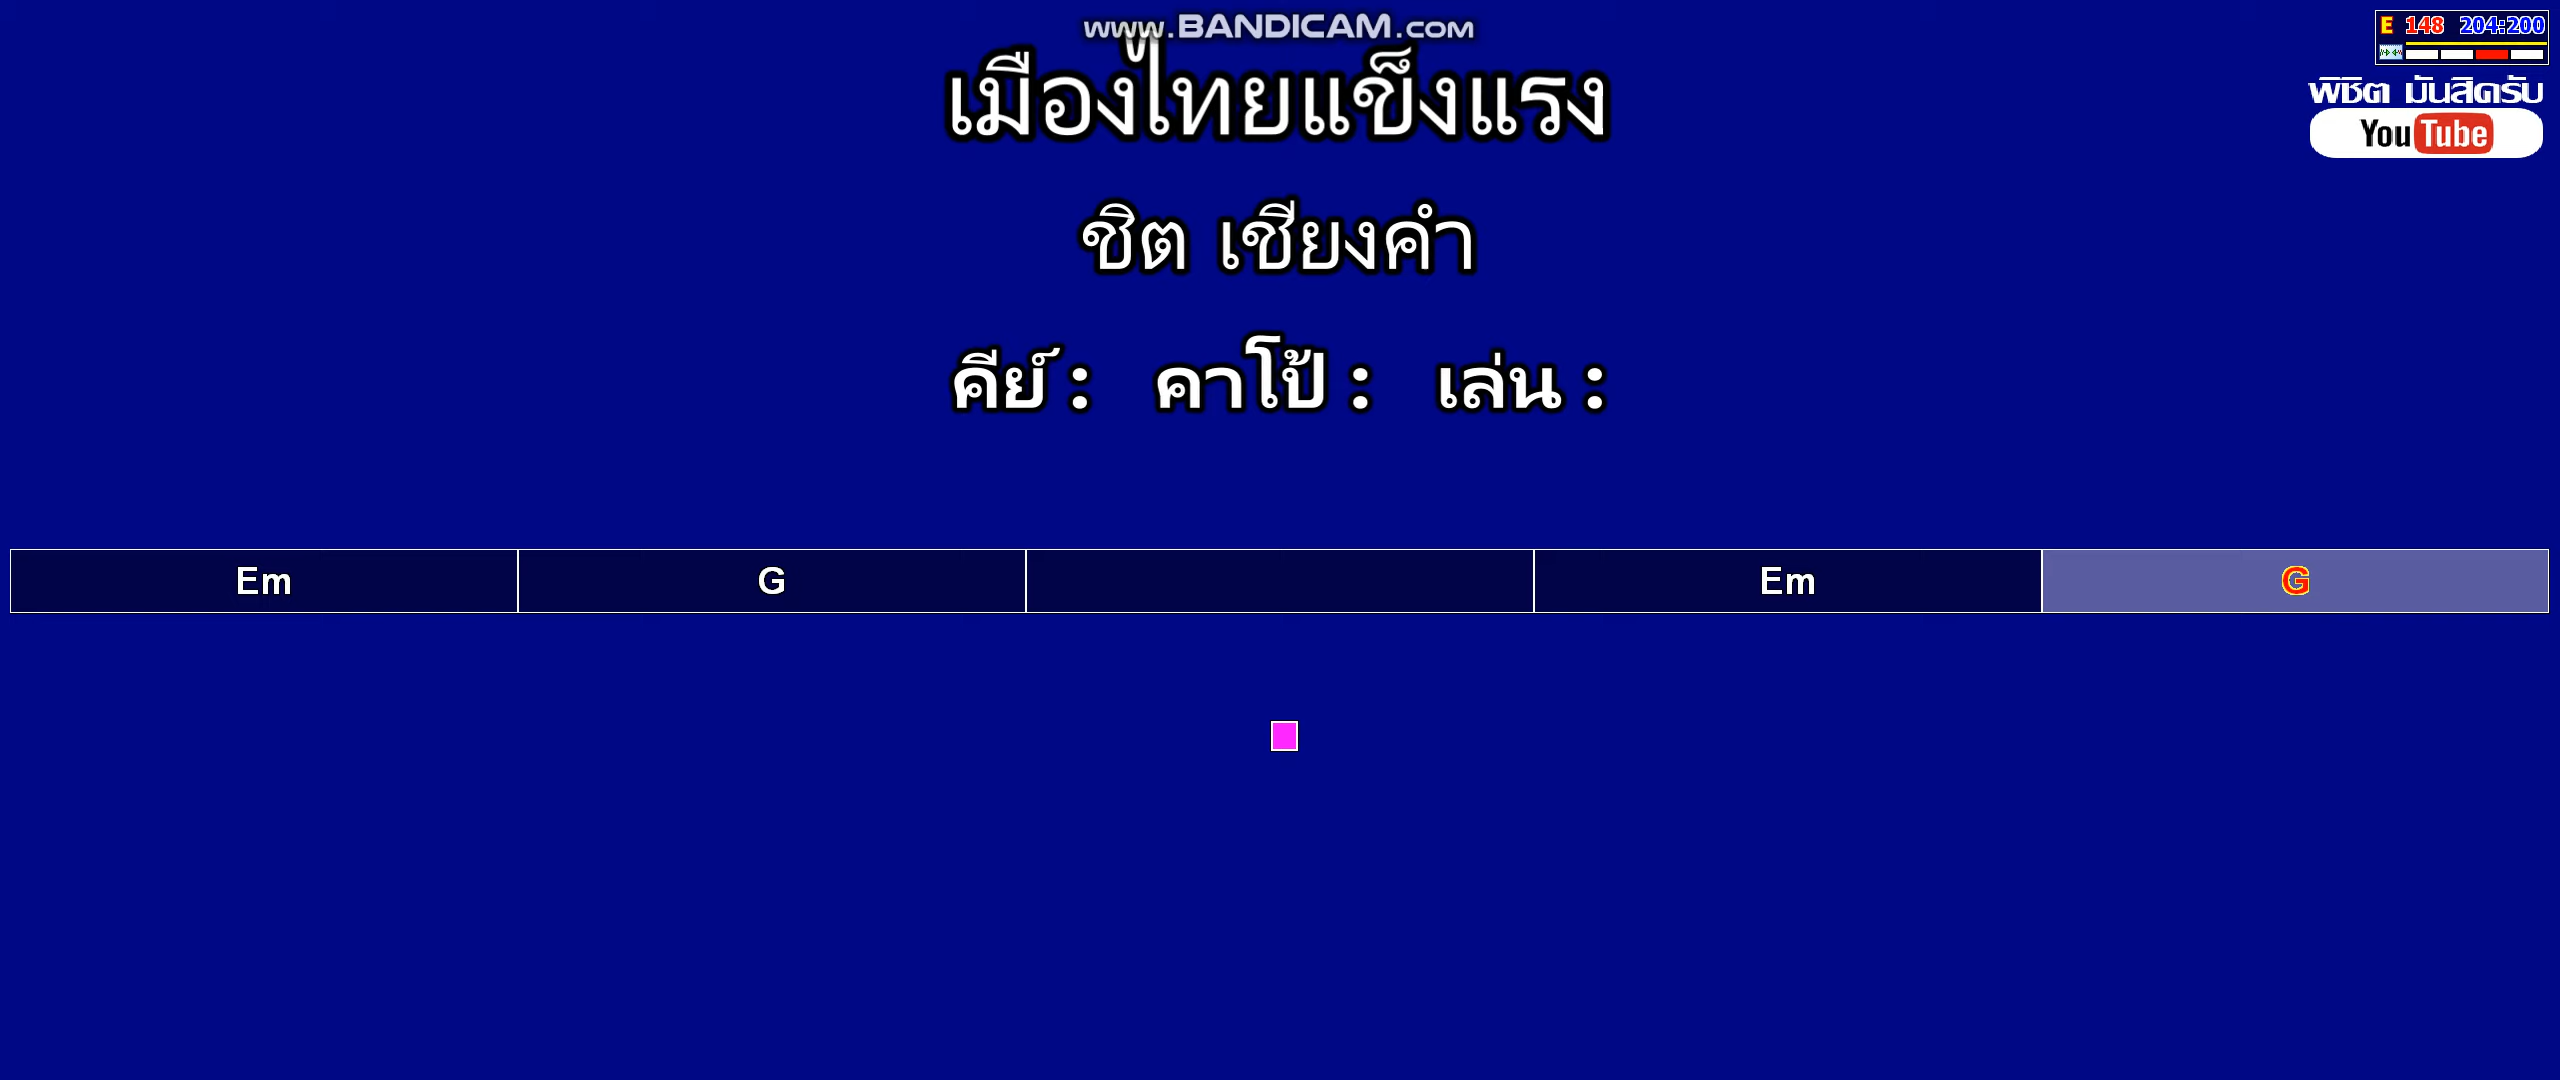 www.BANDICAM.com
E 148 204:200
เมืองไทยแข็งแรง
พิชิต มันสิครับ
YouTube
ชิต เชียงคำ
คีย์ : คาโป้ : เล่น :
Em G Em G